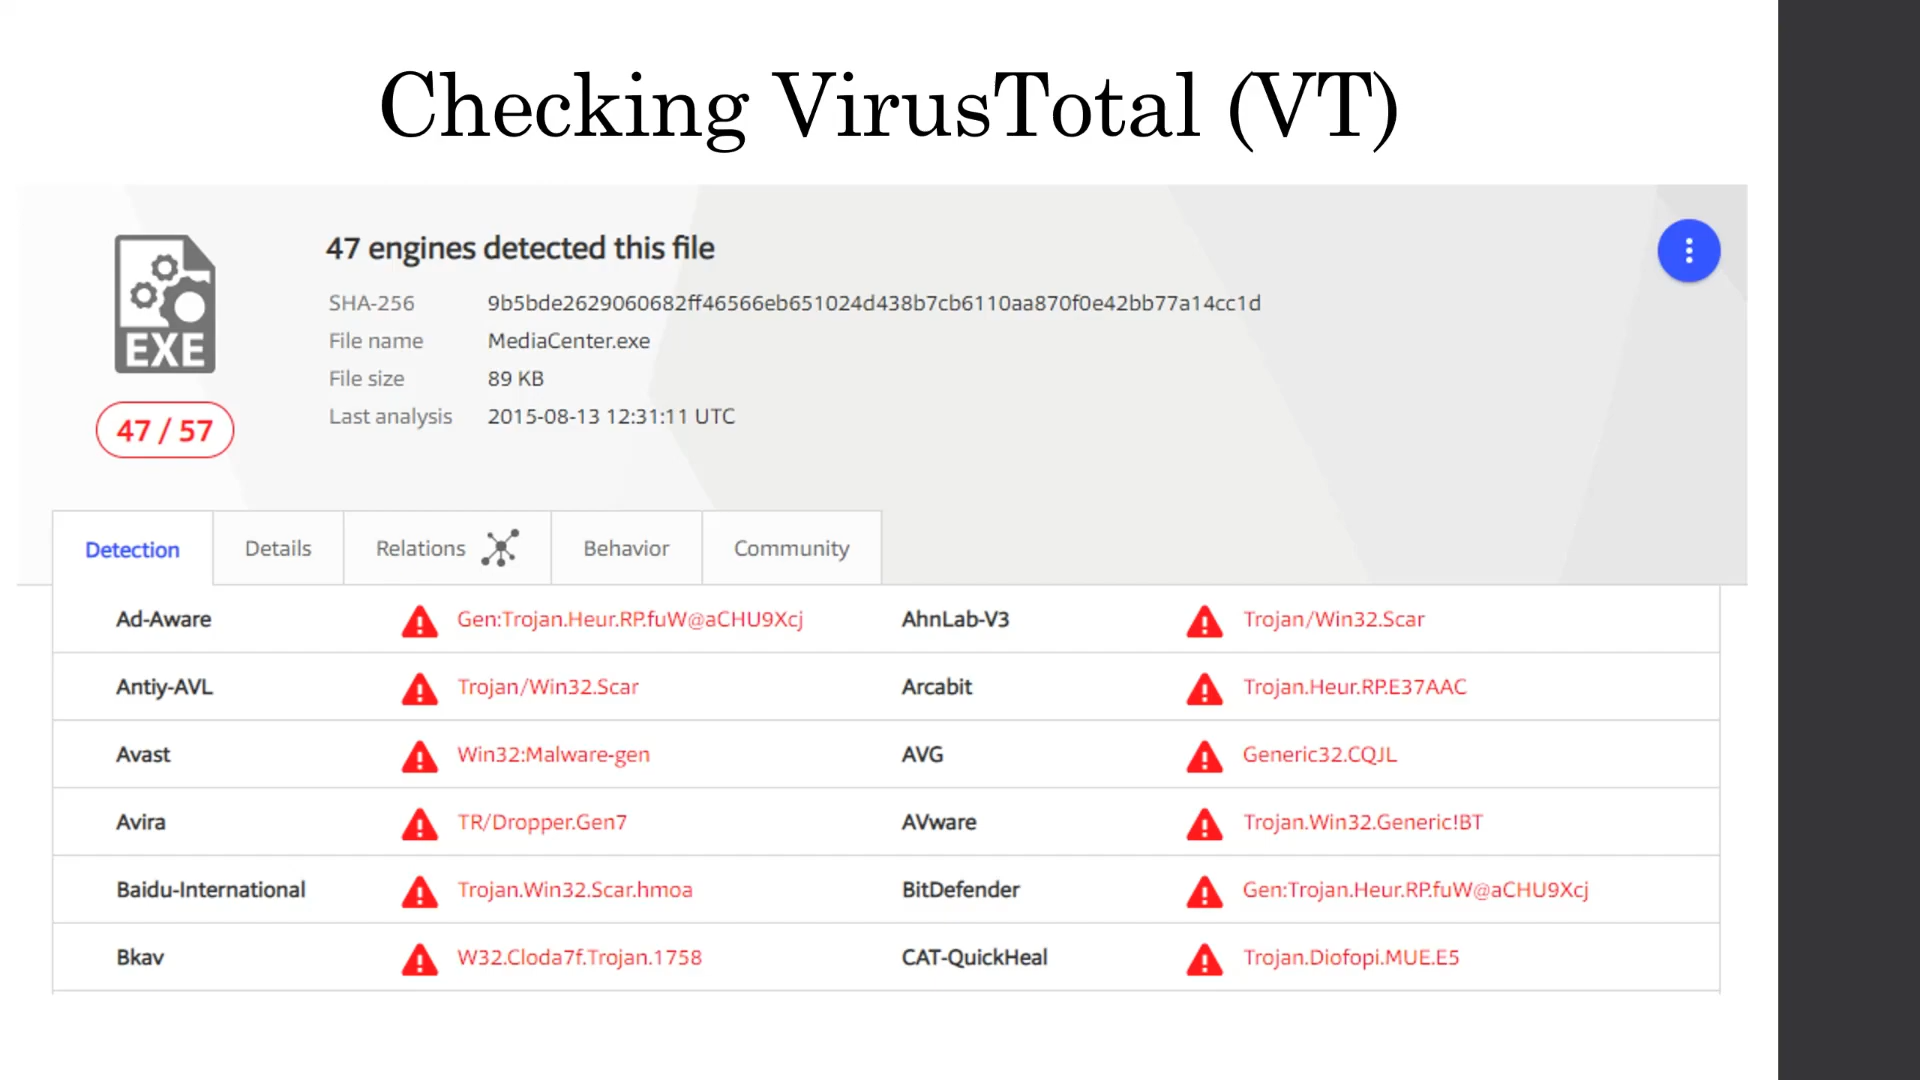 Checking VirusTotal (VT)
47 engines detected this file
SHA-256 9b5bde2629060682ff46566eb651024d438b7cb6110aa870f0e42bb77a14cc1d
File name MediaCenter.exe
File size 89 KB
Last analysis 2015-08-13 12:31:11 UTC
EXE
47 / 57
Detection Details Relations Behavior Community
Ad-Aware Gen:Trojan.Heur.RP.fuW@aCHU9Xcj AhnLab-V3 Trojan/Win32.Scar
Antiy-AVL Trojan/Win32.Scar Arcabit Trojan.Heur.RP.E37AAC
Avast Win32:Malware-gen AVG Generic32.CQJL
Avira TR/Dropper.Gen7 AVware Trojan.Win32.Generic!BT
Baidu-International Trojan.Win32.Scar.hmoa BitDefender Gen:Trojan.Heur.RP.fuW@aCHU9Xcj
Bkav W32.Cloda7f.Trojan.1758 CAT-QuickHeal Trojan.Diofopi.MUE.E5